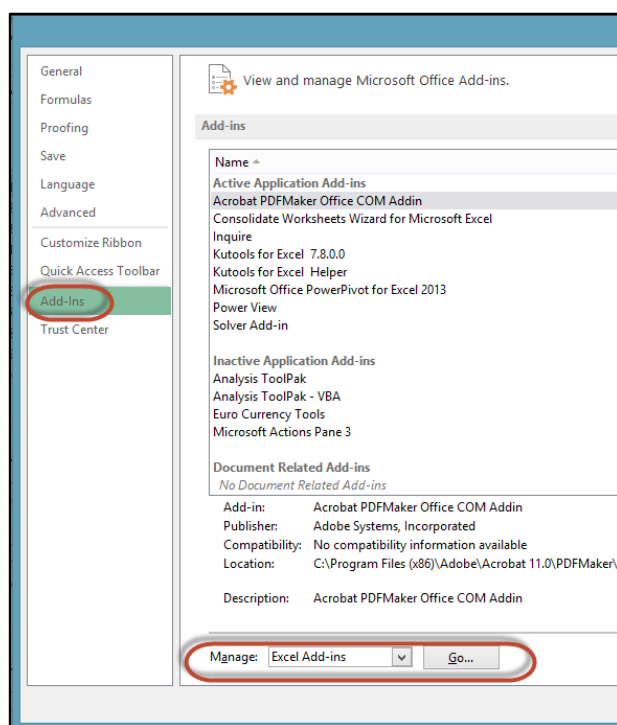 General
Formulas
Proofing
Save
Language
Advanced
Customize Ribbon
Quick Access Toolbar
Add-Ins
Trust Center
View and manage Microsoft Office Add-ins.
Add-ins
Name
Active Application Add-ins
Acrobat PDFMaker Office COM Addin
Consolidate Worksheets Wizard for Microsoft Excel
Inquire
Kutools for Excel 7.8.0.0
Kutools for Excel Helper
Microsoft Office PowerPivot for Excel 2013
Power View
Solver Add-in
Inactive Application Add-ins
Analysis ToolPak
Analysis ToolPak - VBA
Euro Currency Tools
Microsoft Actions Pane 3
Document Related Add-ins
No Document Related Add-ins
Add-in: Acrobat PDFMaker Office COM Addin
Publisher: Adobe Systems, Incorporated
Compatibility: No compatibility information available
Location: C:\Program Files (x86)\Adobe\Acrobat 11.0\PDFMaker\
Description: Acrobat PDFMaker Office COM Addin
Manage: Excel Add-ins Go...